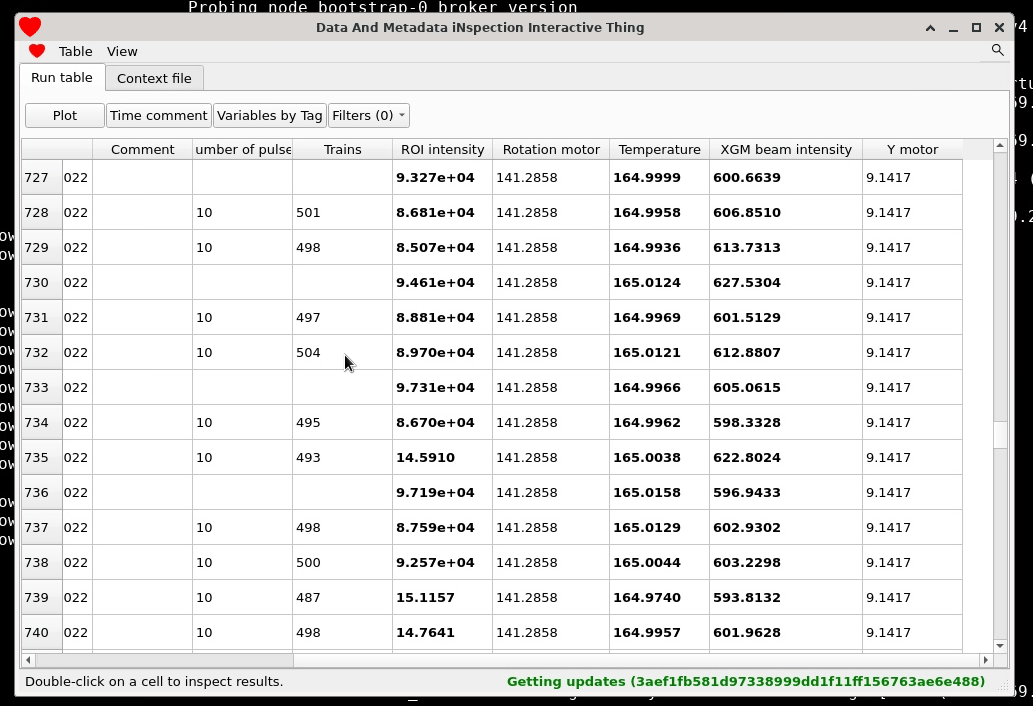 Probing node bootstrap-0 broker version
Data And Metadata iNspection Interactive Thing
Table View
Run table Context file
Plot Time comment Variables by Tag Filters (0)
Comment umber of pulse Trains ROI intensity Rotation motor Temperature XGM beam intensity Y motor
727 022 9.327e+04 141.2858 164.9999 600.6639 9.1417
728 022 10 501 8.681e+04 141.2858 164.9958 606.8510 9.1417
729 022 10 498 8.507e+04 141.2858 164.9936 613.7313 9.1417
730 022 9.461e+04 141.2858 165.0124 627.5304 9.1417
731 022 10 497 8.881e+04 141.2858 164.9969 601.5129 9.1417
732 022 10 504 8.970e+04 141.2858 165.0121 612.8807 9.1417
733 022 9.731e+04 141.2858 164.9966 605.0615 9.1417
734 022 10 495 8.670e+04 141.2858 164.9962 598.3328 9.1417
735 022 10 493 14.5910 141.2858 165.0038 622.8024 9.1417
736 022 9.719e+04 141.2858 165.0158 596.9433 9.1417
737 022 10 498 8.759e+04 141.2858 165.0129 602.9302 9.1417
738 022 10 500 9.257e+04 141.2858 165.0044 603.2298 9.1417
739 022 10 487 15.1157 141.2858 164.9740 593.8132 9.1417
740 022 10 498 14.7641 141.2858 164.9957 601.9628 9.1417
Double-click on a cell to inspect results. Getting updates (3aef1fb581d97338999dd1f11ff156763ae6e488)